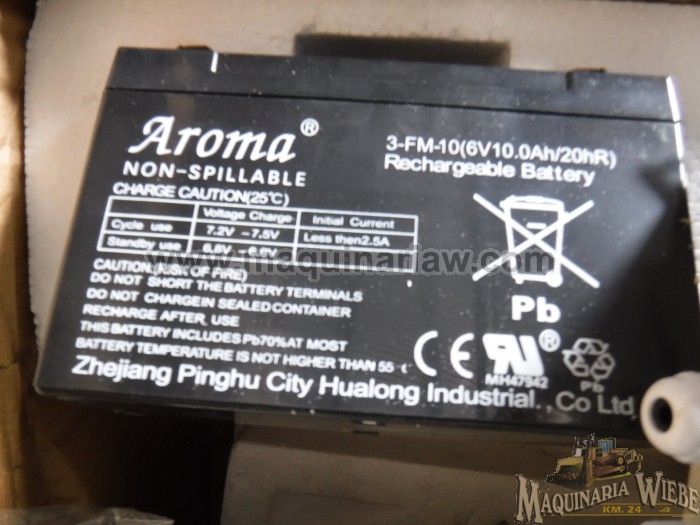 Aroma®
NON-SPILLABLE
3-FM-10(6V10.0Ah/20hR)
Rechargeable Battery
CHARGE CAUTION(25℃)
Voltage Charge Initial Current
Cycle use 7.2V －7.5V Less then2.5A
Standby use
www.maquinariaw.com
CAUTION:(RISK OF FIRE)
DO NOT SHORT THE BATTERY TERMINALS
DO NOT CHARGEIN SEALED CONTAINER
RECHARGE AFTER USE
THIS BATTERY INCLUDES Pb70%AT MOST
BATTERY TEMPERATURE IS NOT HIGHER THAN 55
Pb
CE
®
MH47942
Pb
Zhejiang Pinghu City Hualong Industrial., Co Ltd
MAQUINARIA WIEBE
KM. 24